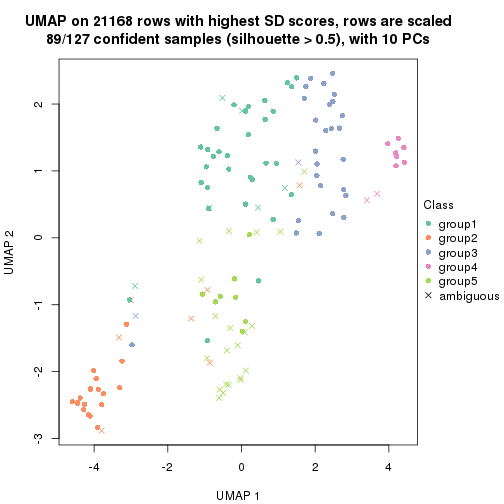 UMAP on 21168 rows with highest SD scores, rows are scaled
89/127 confident samples (silhouette > 0.5), with 10 PCs
2
1
0
-1
-2
-3
UMAP 2
-4
-2
0
2
4
UMAP 1
Class
group1
group2
group3
group4
group5
ambiguous